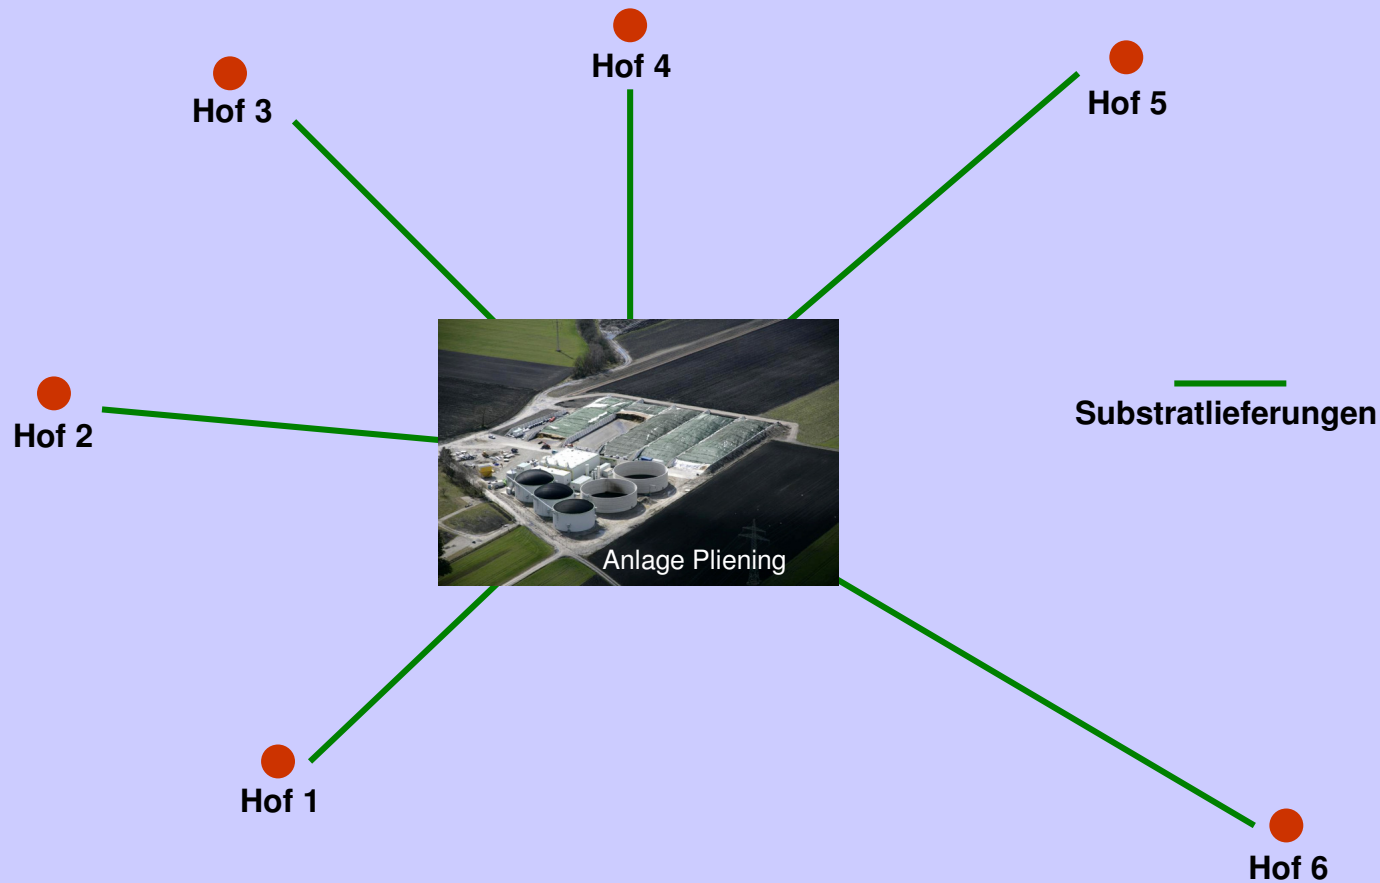 Hof 4
Hof 3
Hof 5
Substratlieferungen
Hof 2
Anlage Pliening
Hof 1
Hof 6